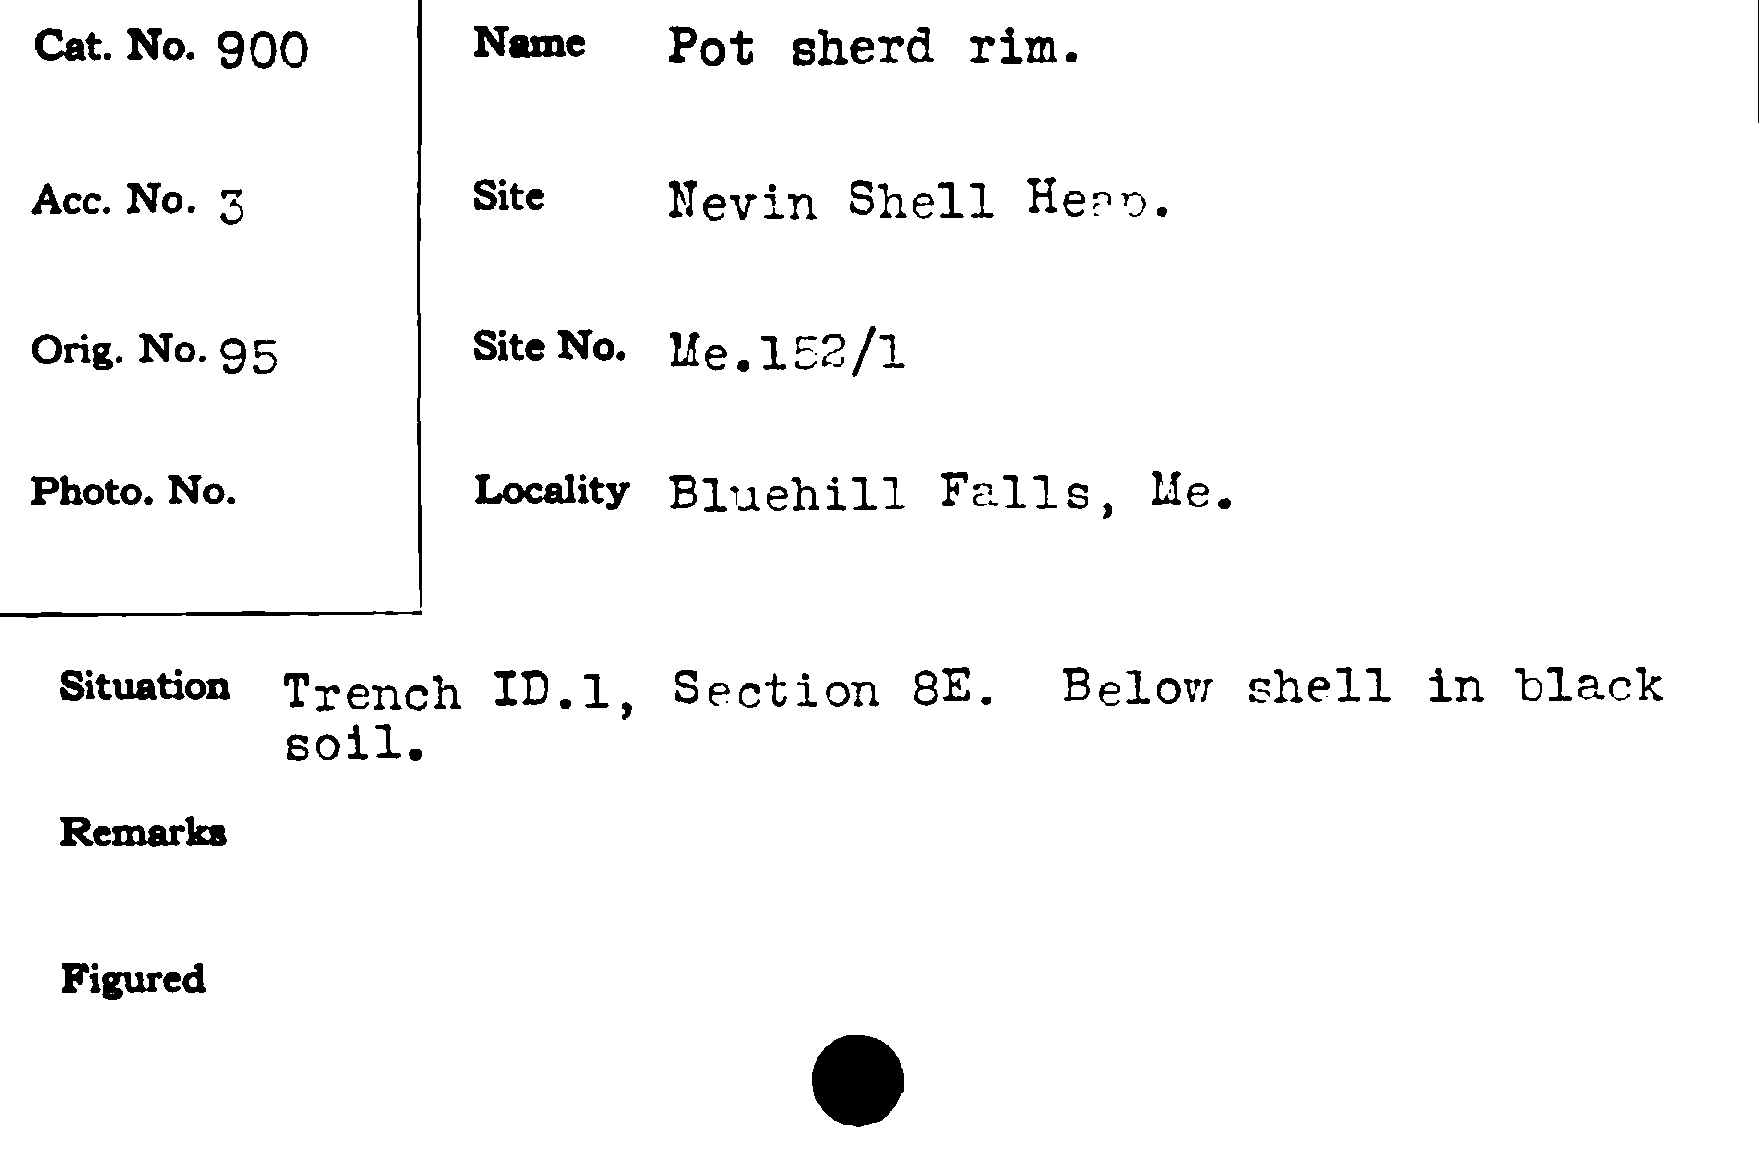 Cat. No. 900
Name Pot sherd rim.
Acc. No. 3
Site Nevin Shell Heap.
Orig. No. 95
Site No. Me.152/1
Photo. No.
Locality Bluehill Falls, Me.
Situation Trench ID.1, Section 8E. Below shell in black
soil.
Remarks
Figured